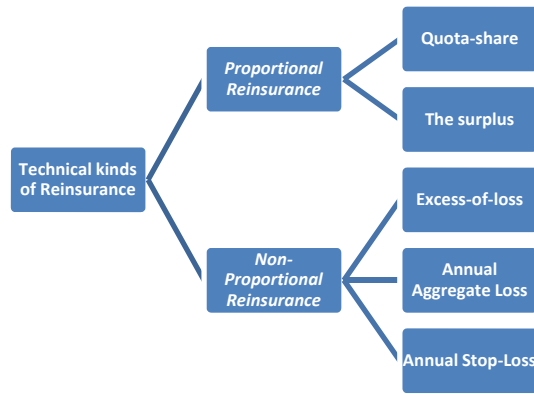 Technical kinds
of Reinsurance
Proportional
Reinsurance
Quota-share
The surplus
Non-
Proportional
Reinsurance
Excess-of-loss
Annual
Aggregate Loss
Annual Stop-Loss